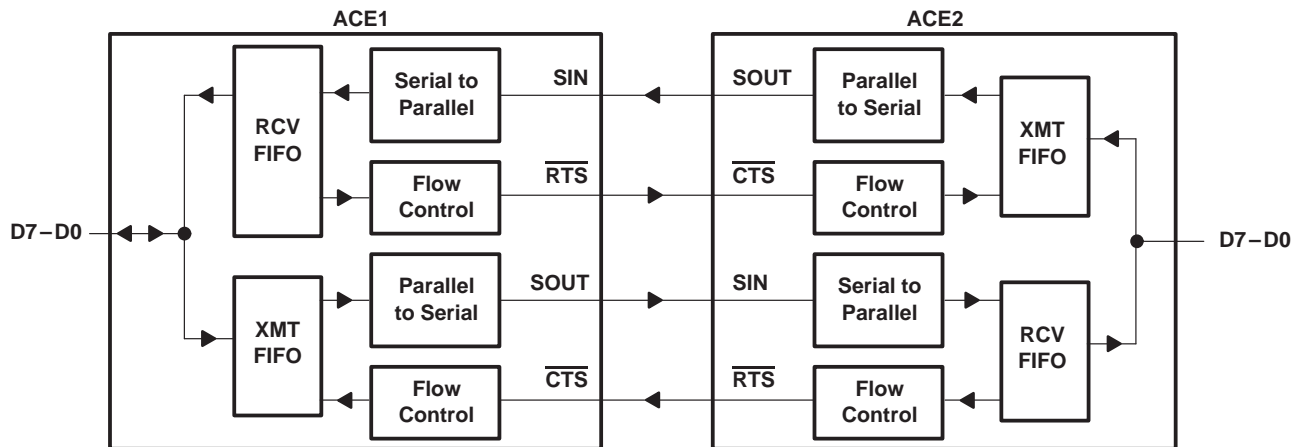 ACE1
ACE2
Serial to
Parallel
SIN
SOUT
Parallel
to Serial
RCV
FIFO
XMT
FIFO
Flow
Control
RTS
CTS
Flow
Control
D7–D0
D7–D0
Parallel
to Serial
SOUT
SIN
Serial to
Parallel
XMT
FIFO
RCV
FIFO
Flow
Control
CTS
RTS
Flow
Control